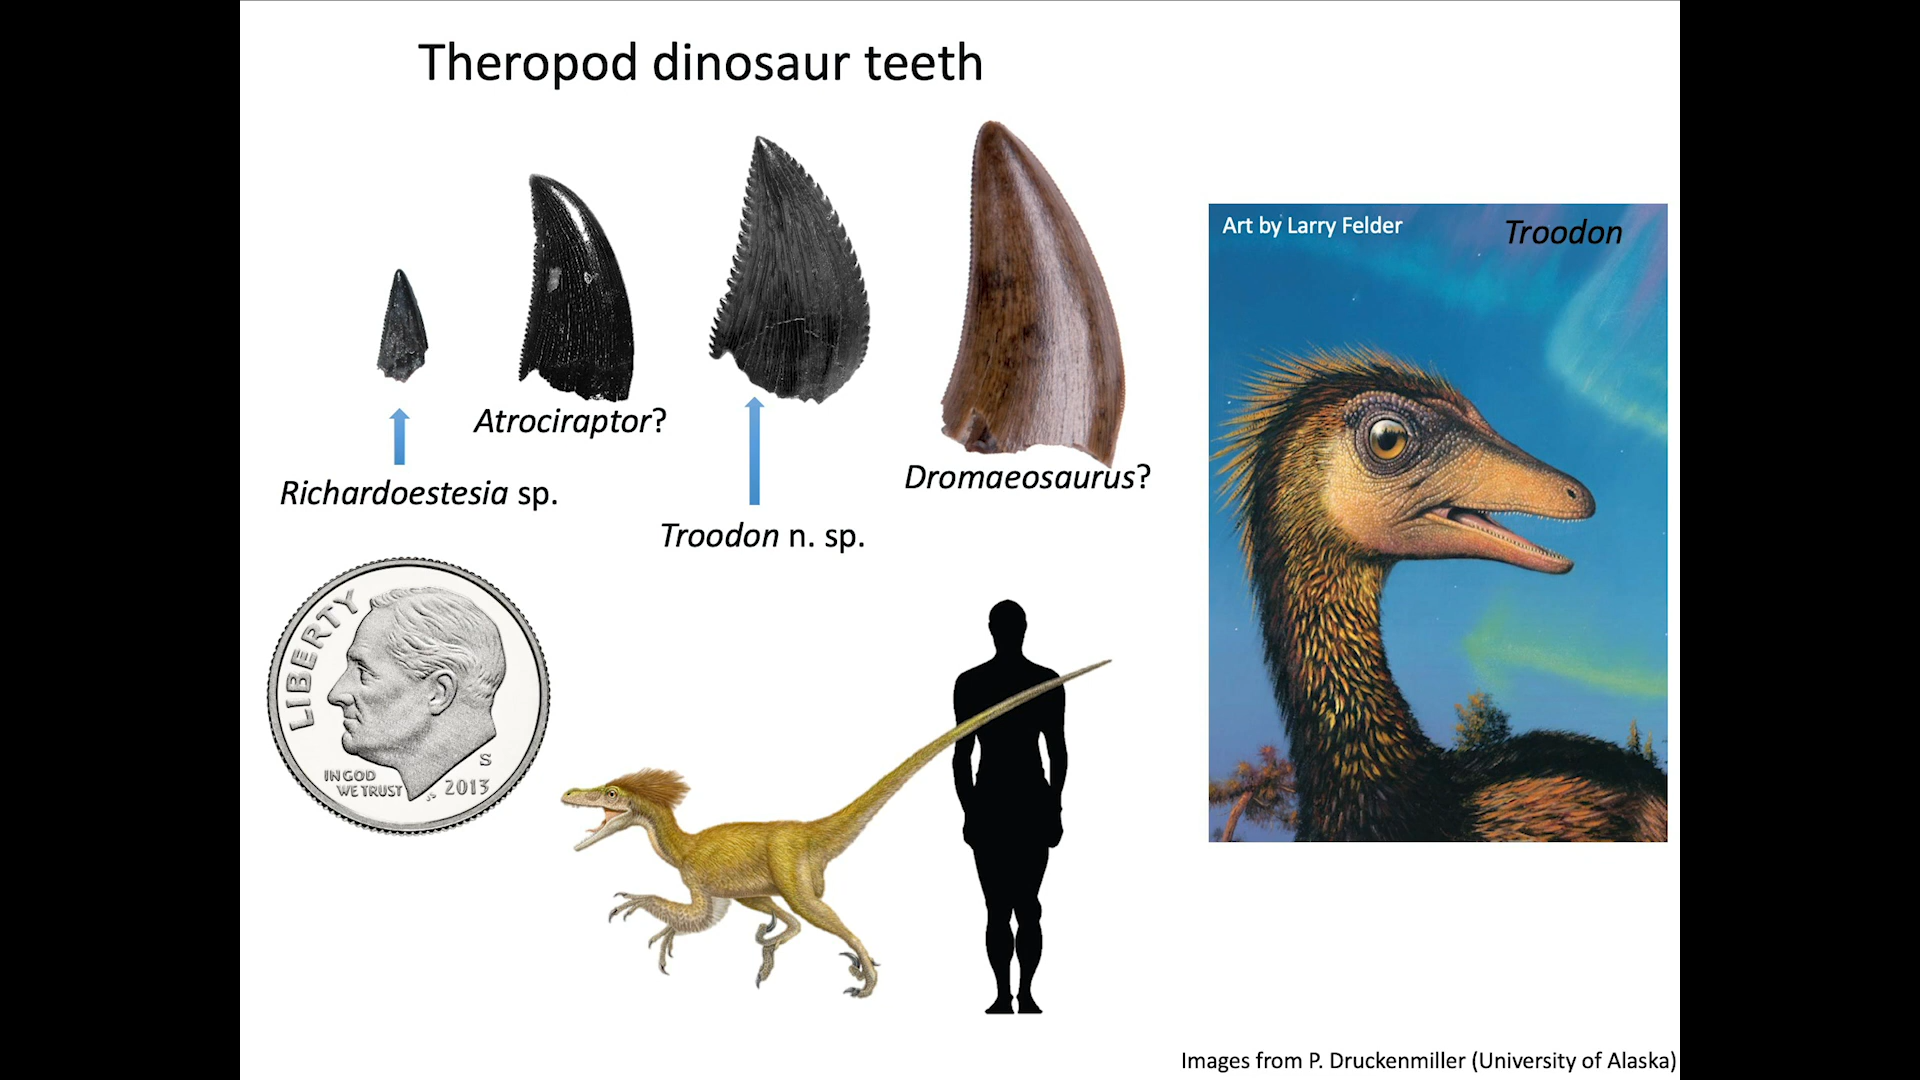 Theropod dinosaur teeth
Art by Larry Felder
Troodon
Atrociraptor?
Richardoestesia sp.
Dromaeosaurus?
Troodon n. sp.
LIBERTY
IN GOD
WE TRUST
S
JS
2013
Images from P. Druckenmiller (University of Alaska)